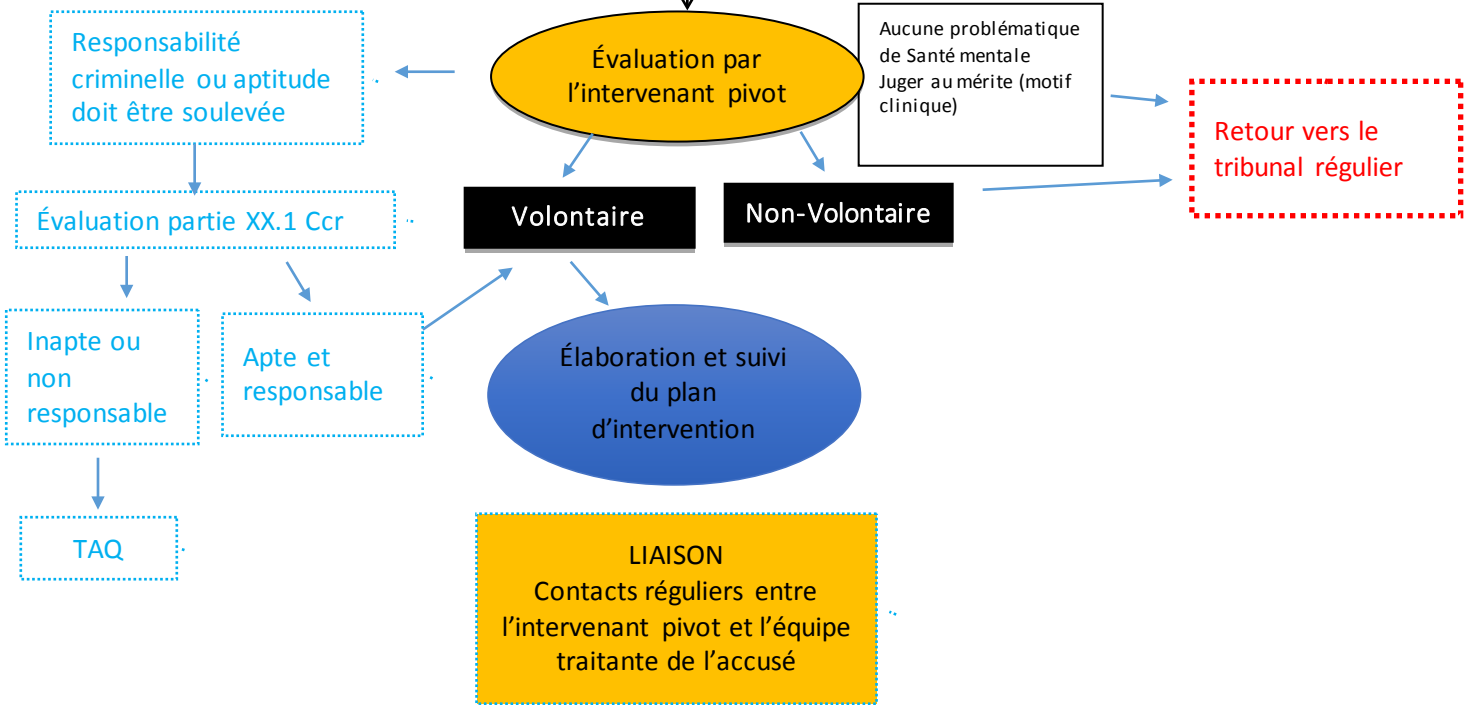 Responsabilité
criminelle ou aptitude
doit être soulevée
Évaluation par
l'intervenant pivot
Aucune problématique
de Santé mentale
Juger au mérite (motif
clinique)
Retour vers le
tribunal régulier
Évaluation partie XX.1 Ccr
Volontaire
Non-Volontaire
Inapte ou
non
responsable
Apte et
responsable
Élaboration et suivi
du plan
d'intervention
TAQ
LIAISON
Contacts réguliers entre
l'intervenant pivot et l'équipe
traitante de l'accusé